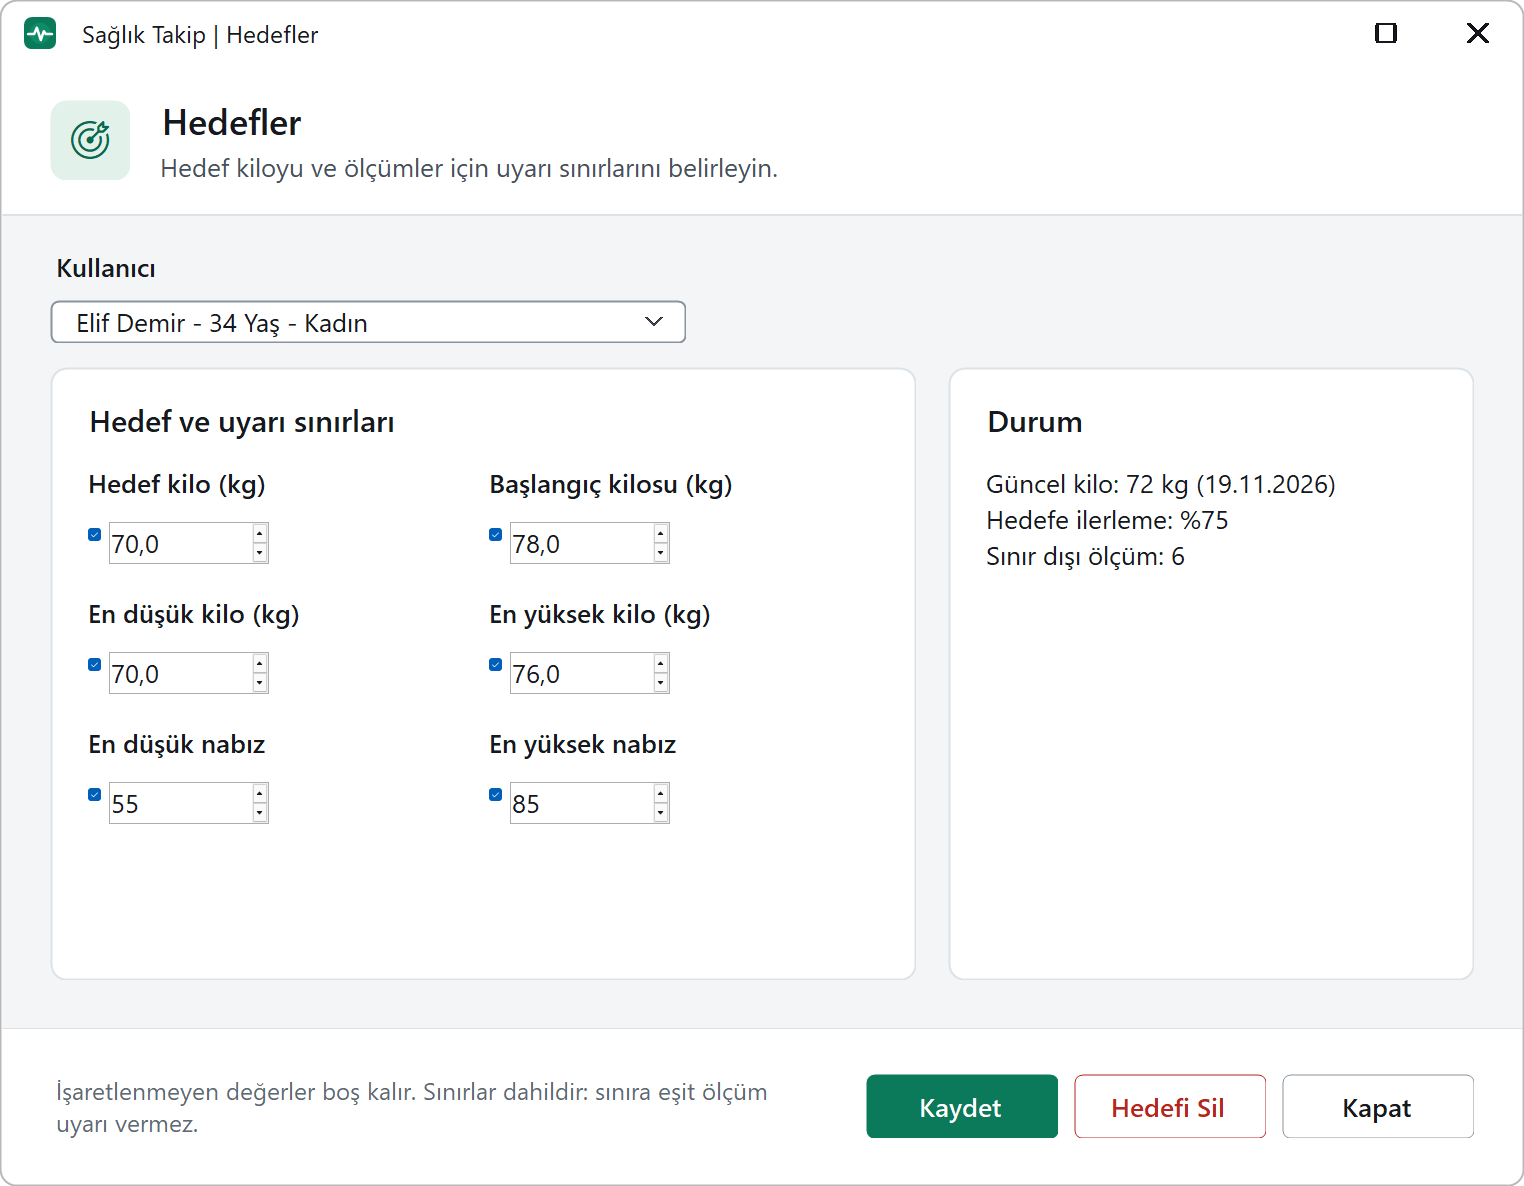 Sağlık Takip | Hedefler
Hedefler
Hedef kiloyu ve ölçümler için uyarı sınırlarını belirleyin.
Kullanıcı
Elif Demir - 34 Yaş - Kadın
Hedef ve uyarı sınırları
Hedef kilo (kg)
Başlangıç kilosu (kg)
70,0
78,0
En düşük kilo (kg)
En yüksek kilo (kg)
70,0
76,0
En düşük nabız
En yüksek nabız
55
85
Durum
Güncel kilo: 72 kg (19.11.2026)
Hedefe ilerleme: %75
Sınır dışı ölçüm: 6
İşaretlenmeyen değerler boş kalır. Sınırlar dahildir: sınıra eşit ölçüm
uyarı vermez.
Kaydet
Hedefi Sil
Kapat